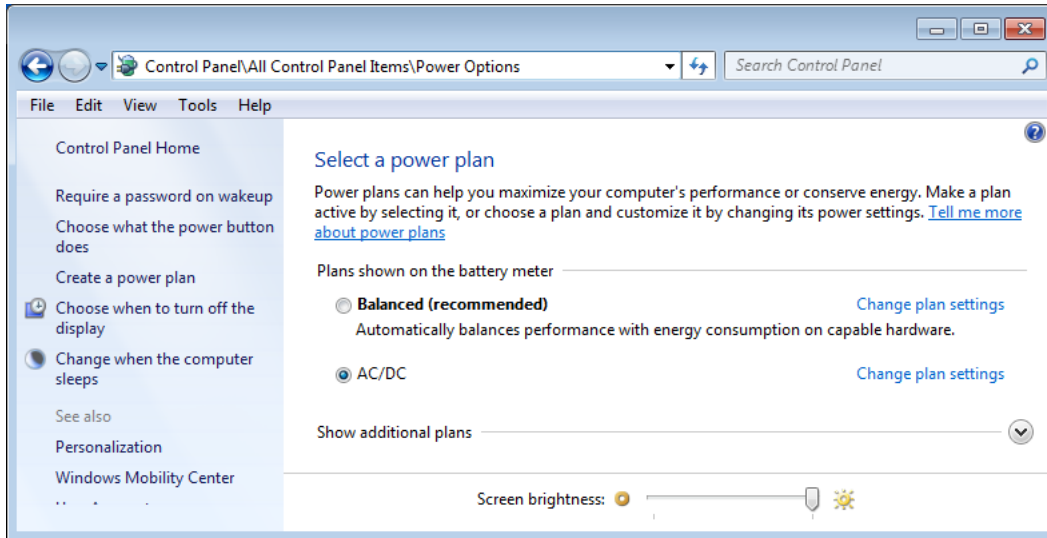 Control Panel\All Control Panel Items\Power Options
Search Control Panel
File Edit View Tools Help
Control Panel Home
Require a password on wakeup
Choose what the power button
does
Create a power plan
Choose when to turn off the
display
Change when the computer
sleeps
See also
Personalization
Windows Mobility Center
Select a power plan
Power plans can help you maximize your computer's performance or conserve energy. Make a plan
active by selecting it, or choose a plan and customize it by changing its power settings. Tell me more
about power plans
Plans shown on the battery meter
Balanced (recommended) Change plan settings
Automatically balances performance with energy consumption on capable hardware.
AC/DC Change plan settings
Show additional plans
Screen brightness: